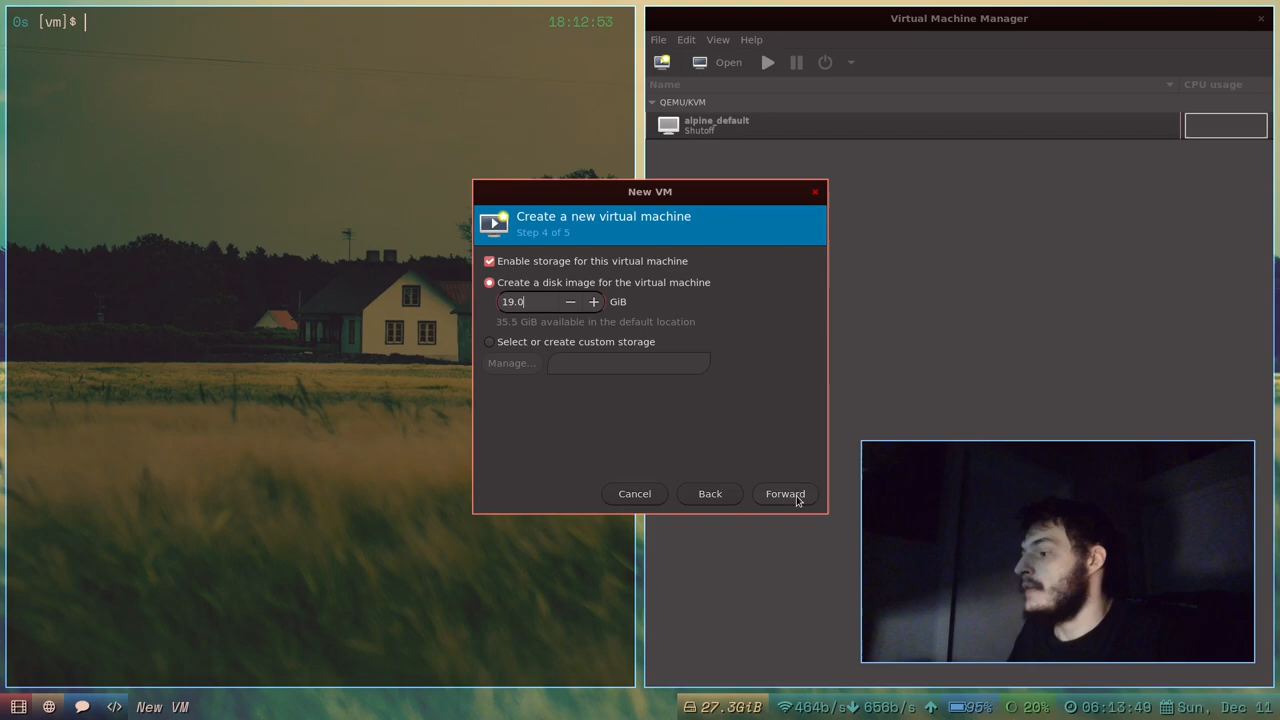 0s [vm]$
18:12:53
Virtual Machine Manager
File Edit View Help
Open
Name
CPU usage
QEMU/KVM
alpine_default
Shutoff
New VM
Create a new virtual machine
Step 4 of 5
Enable storage for this virtual machine
Create a disk image for the virtual machine
19.0 GiB
35.5 GiB available in the default location
Select or create custom storage
Manage...
Cancel Back Forward
New VM
27.3GiB 464b/s 656b/s 95% 20% 06:13:49 Sun, Dec 11